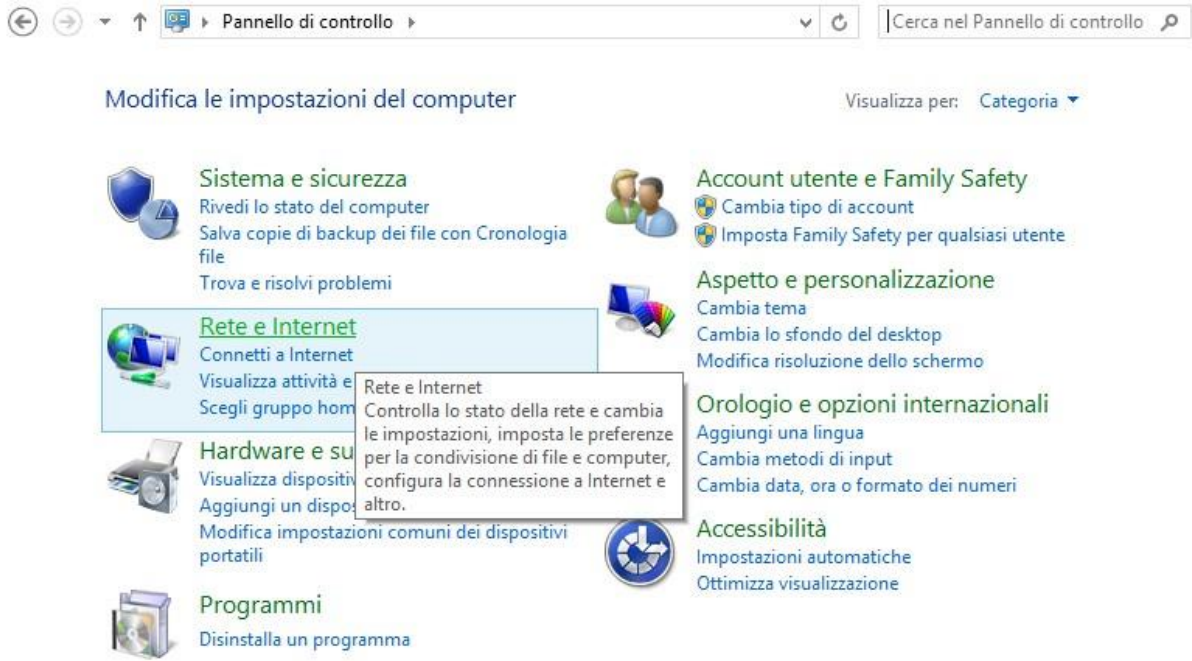 Pannello di controllo
Cerca nel Pannello di controllo
Modifica le impostazioni del computer
Visualizza per: Categoria
Sistema e sicurezza
Rivedi lo stato del computer
Salva copie di backup dei file con Cronologia
file
Trova e risolvi problemi
Rete e Internet
Connetti a Internet
Visualizza attività e
Scegli gruppo hom
Rete e Internet
Controlla lo stato della rete e cambia
le impostazioni, imposta le preferenze
per la condivisione di file e computer,
configura la connessione a Internet e
altro.
Hardware e su
Visualizza dispositiv
Aggiungi un dispos
Modifica impostazioni comuni dei dispositivi
portatili
Programmi
Disinstalla un programma
Account utente e Family Safety
Cambia tipo di account
Imposta Family Safety per qualsiasi utente
Aspetto e personalizzazione
Cambia tema
Cambia lo sfondo del desktop
Modifica risoluzione dello schermo
Orologio e opzioni internazionali
Aggiungi una lingua
Cambia metodi di input
Cambia data, ora o formato dei numeri
Accessibilità
Impostazioni automatiche
Ottimizza visualizzazione